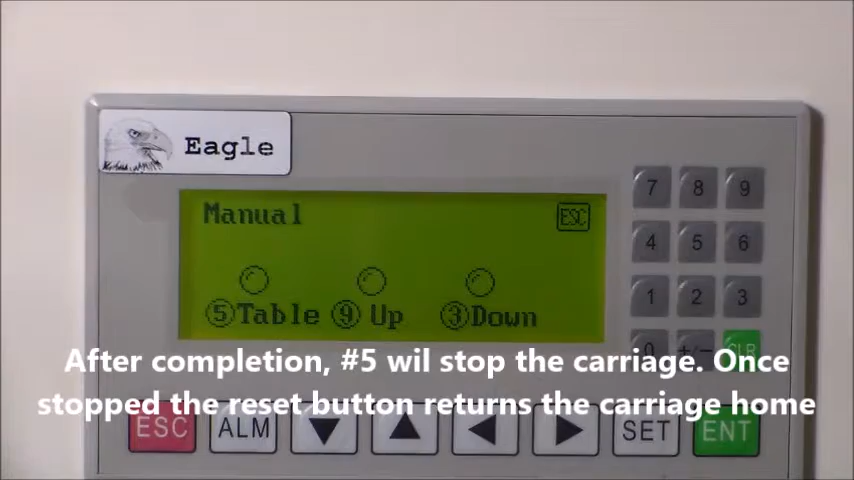 Eagle
Manual
ESC
7 8 9
4 5 6
⑤Table ⑨ Up ③Down
1 2 3
0 +/- CLR
After completion, #5 wil stop the carriage. Once
stopped the reset button returns the carriage home
ESC ALM SET ENT